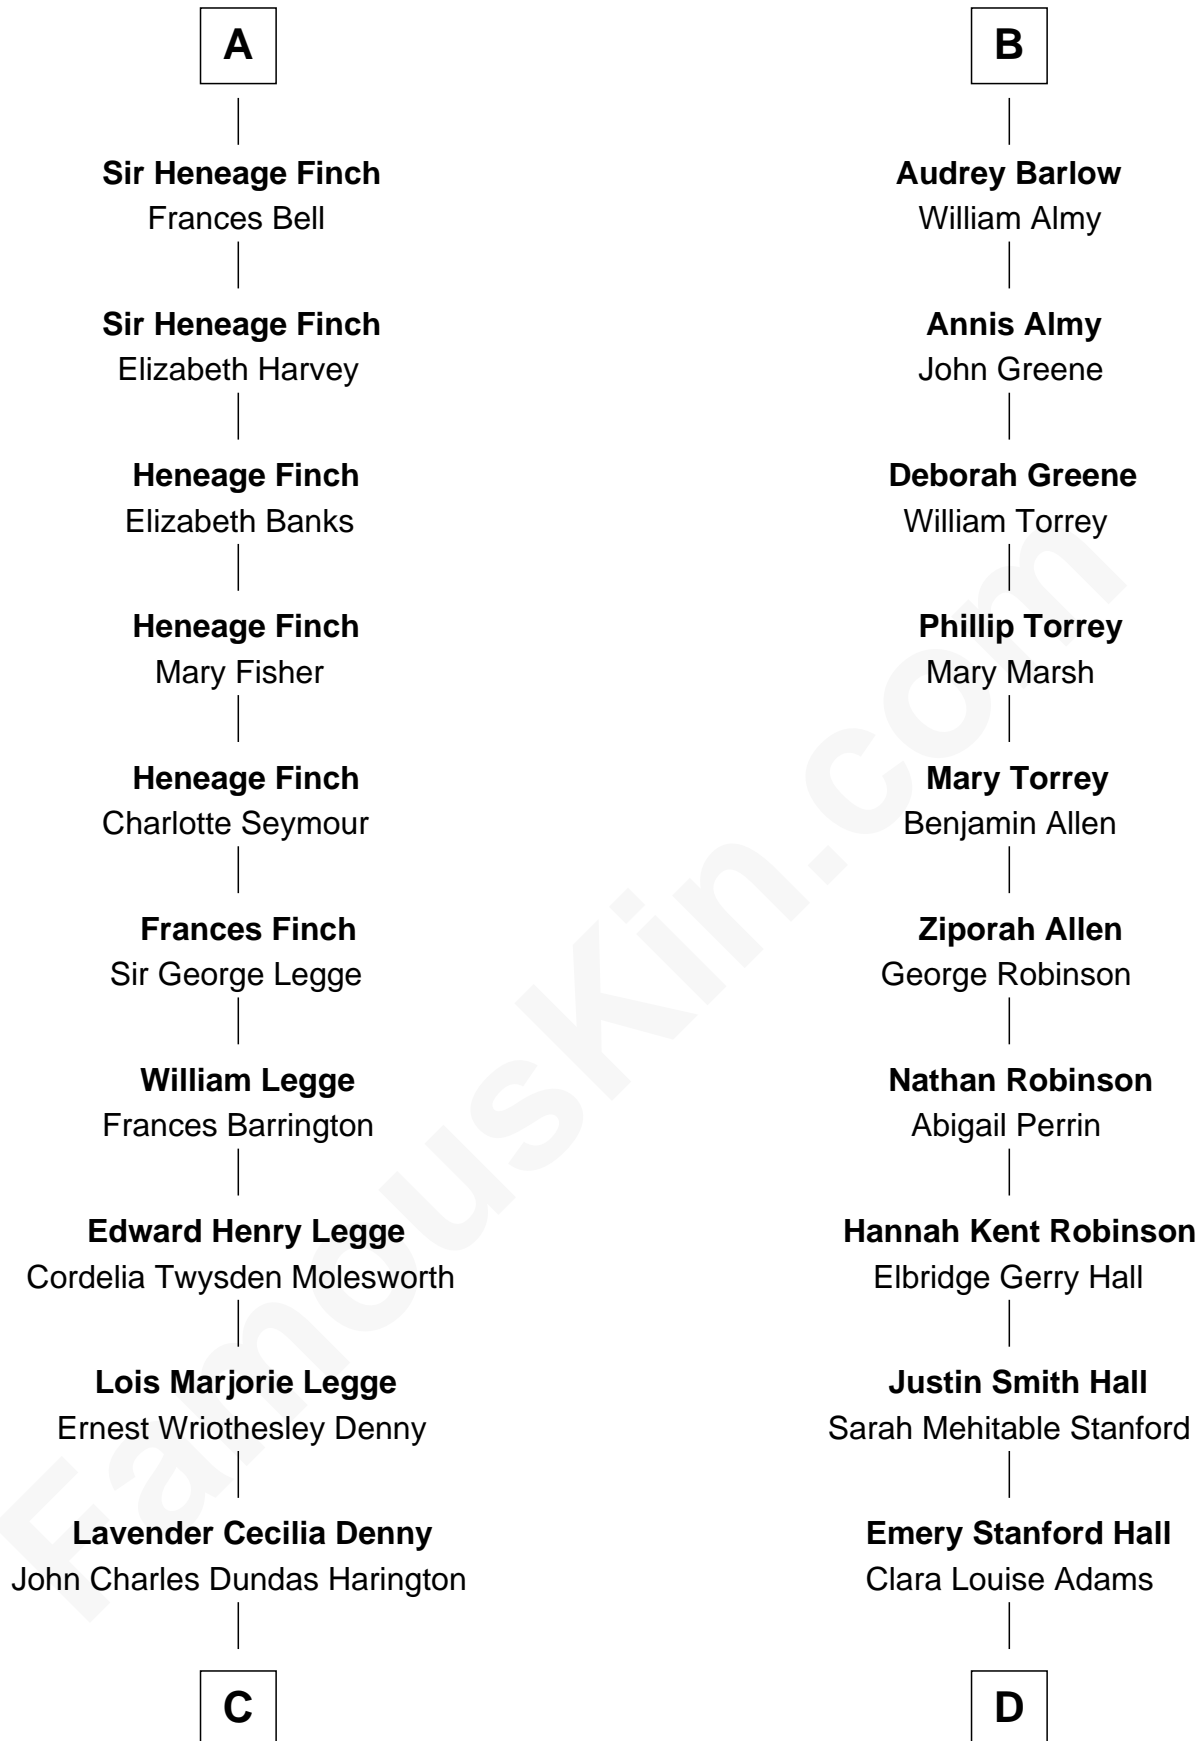 A
Sir Heneage Finch
Frances Bell
Sir Heneage Finch
Elizabeth Harvey
Heneage Finch
Elizabeth Banks
Heneage Finch
Mary Fisher
Heneage Finch
Charlotte Seymour
Frances Finch
Sir George Legge
William Legge
Frances Barrington
Edward Henry Legge
Cordelia Twysden Molesworth
Lois Marjorie Legge
Ernest Wriothesley Denny
Lavender Cecilia Denny
John Charles Dundas Harington
C
B
Audrey Barlow
William Almy
Annis Almy
John Greene
Deborah Greene
William Torrey
Phillip Torrey
Mary Marsh
Mary Torrey
Benjamin Allen
Ziporah Allen
George Robinson
Nathan Robinson
Abigail Perrin
Hannah Kent Robinson
Elbridge Gerry Hall
Justin Smith Hall
Sarah Mehitable Stanford
Emery Stanford Hall
Clara Louise Adams
D
FamousKin.com